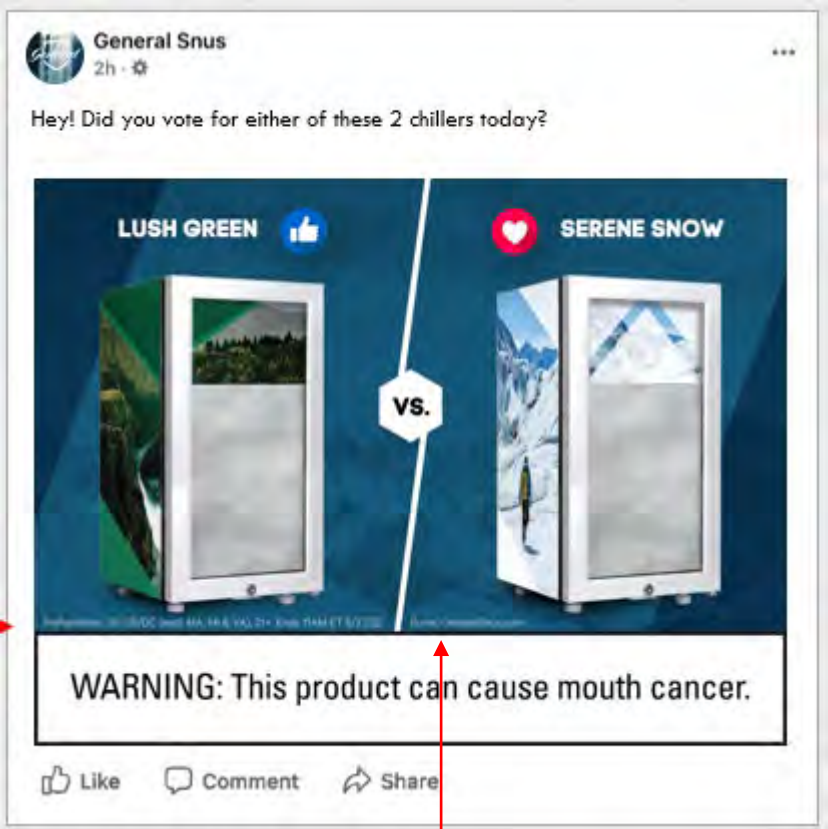 General Snus
2h
Hey! Did you vote for either of these 2 chillers today?
LUSH GREEN
SERENE SNOW
VS.
WARNING: This product can cause mouth cancer.
Like
Comment
Share